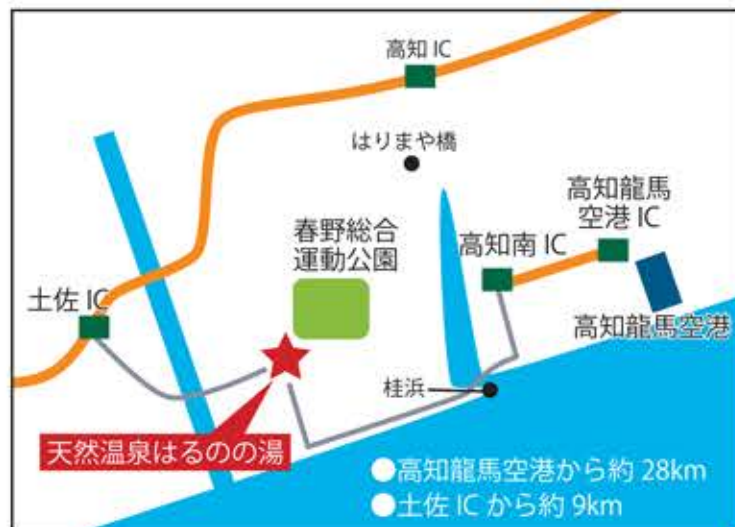 高知 IC
はりまや橋
高知龍馬
空港 IC
春野総合
運動公園
高知南 IC
土佐 IC
高知龍馬空港
桂浜
天然温泉はるのの湯
●高知龍馬空港から約 28km
●土佐 IC から約 9km